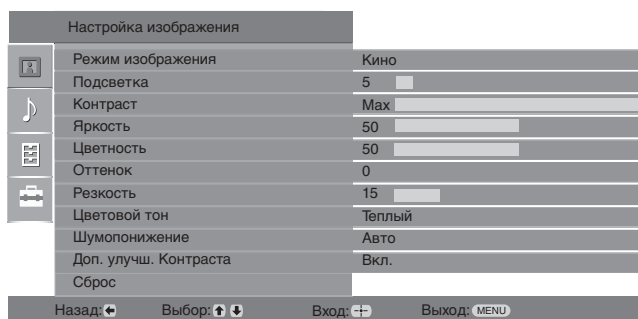 Настройка изображения
Режим изображения Кино
Подсветка 5
Контраст Max
Яркость 50
Цветность 50
Оттенок 0
Резкость 15
Цветовой тон Теплый
Шумопонижение Авто
Доп. улучш. Контраста Вкл.
Сброс
Назад: Выбор: Вход: Выход: MENU